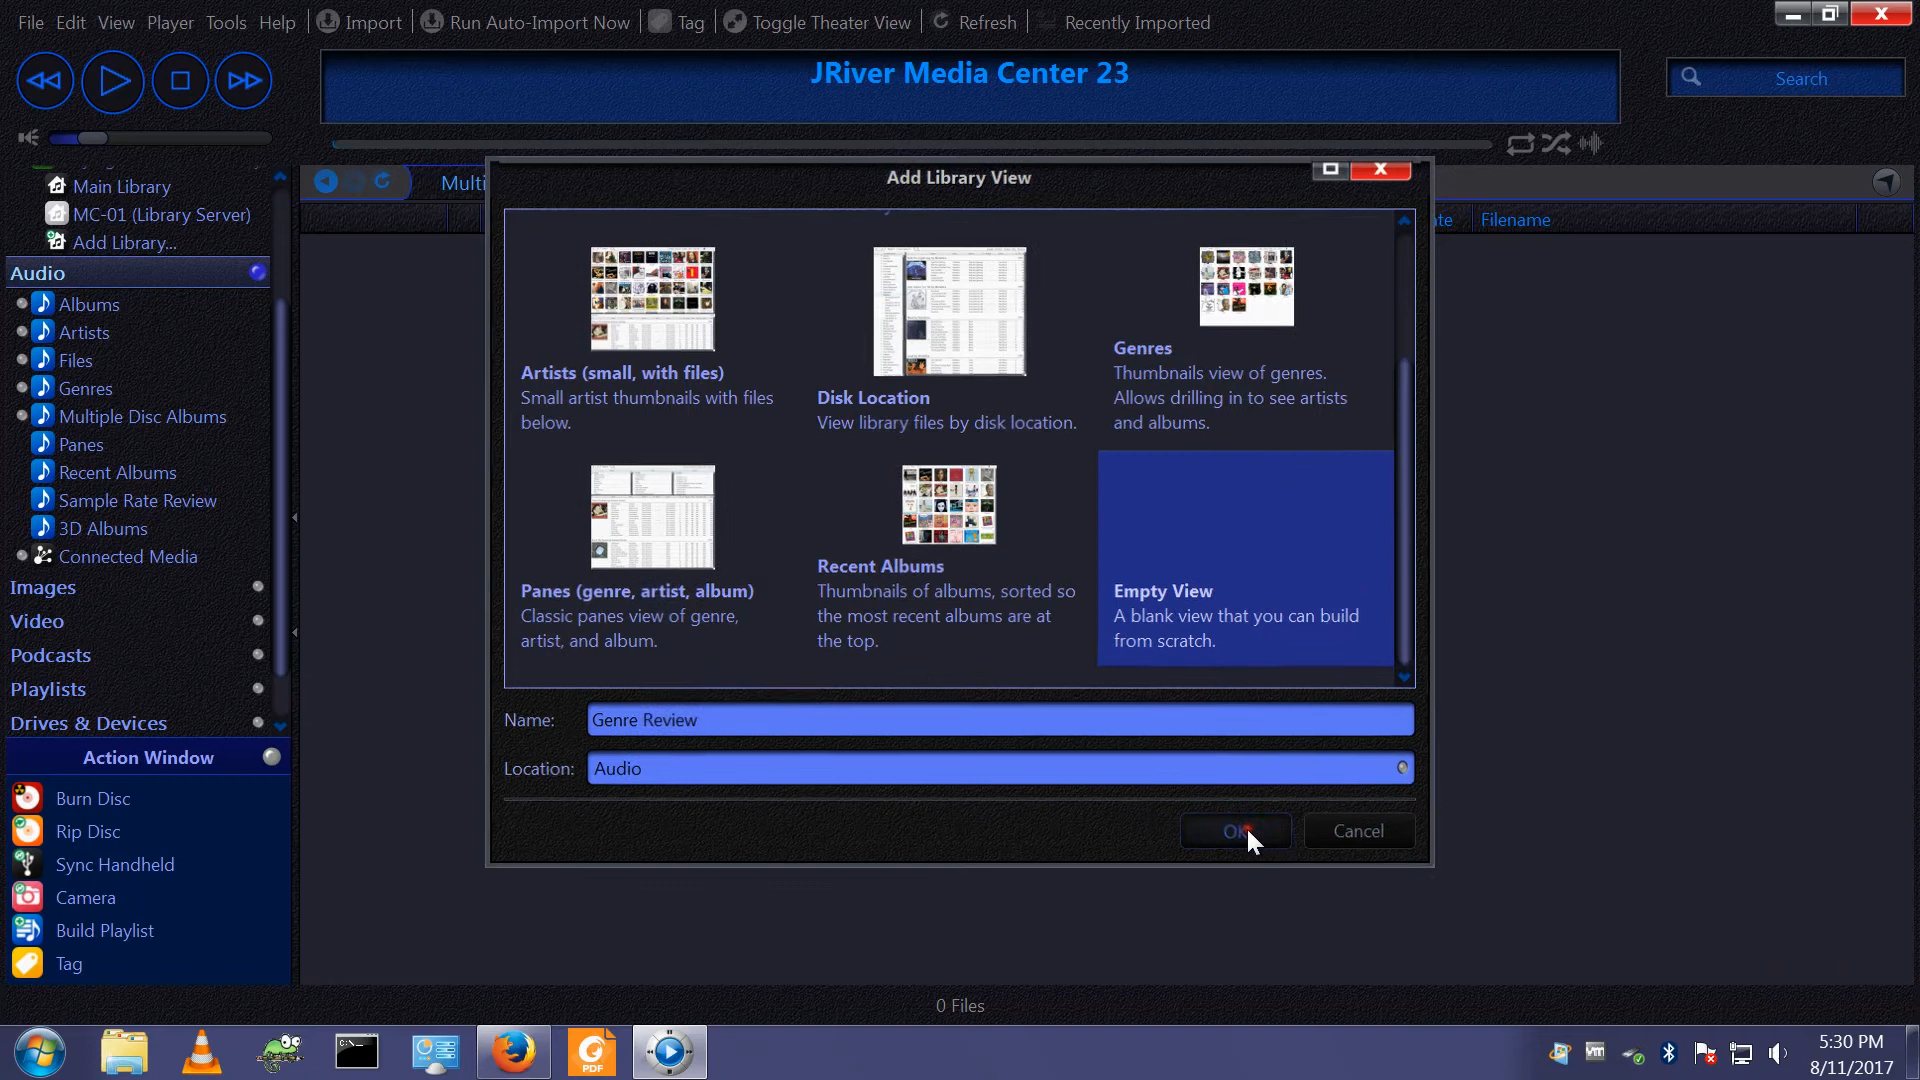 File Edit View Player Tools Help Import Run Auto-Import Now Tag Toggle Theater View Refresh Recently Imported
JRiver Media Center 23
Search
Main Library
MC-01 (Library Server)
Add Library...
Audio
Albums
Artists
Files
Genres
Multiple Disc Albums
Panes
Recent Albums
Sample Rate Review
3D Albums
Connected Media
Images
Video
Podcasts
Playlists
Drives & Devices
Action Window
Burn Disc
Rip Disc
Sync Handheld
Camera
Build Playlist
Tag
Multi
Filename
Add Library View
Artists (small, with files)
Small artist thumbnails with files
below.
Disk Location
View library files by disk location.
Genres
Thumbnails view of genres.
Allows drilling in to see artists
and albums.
Panes (genre, artist, album)
Classic panes view of genre,
artist, and album.
Recent Albums
Thumbnails of albums, sorted so
the most recent albums are at
the top.
Empty View
A blank view that you can build
from scratch.
Name: Genre Review
Location: Audio
OK Cancel
0 Files
PDF
5:30 PM
8/11/2017